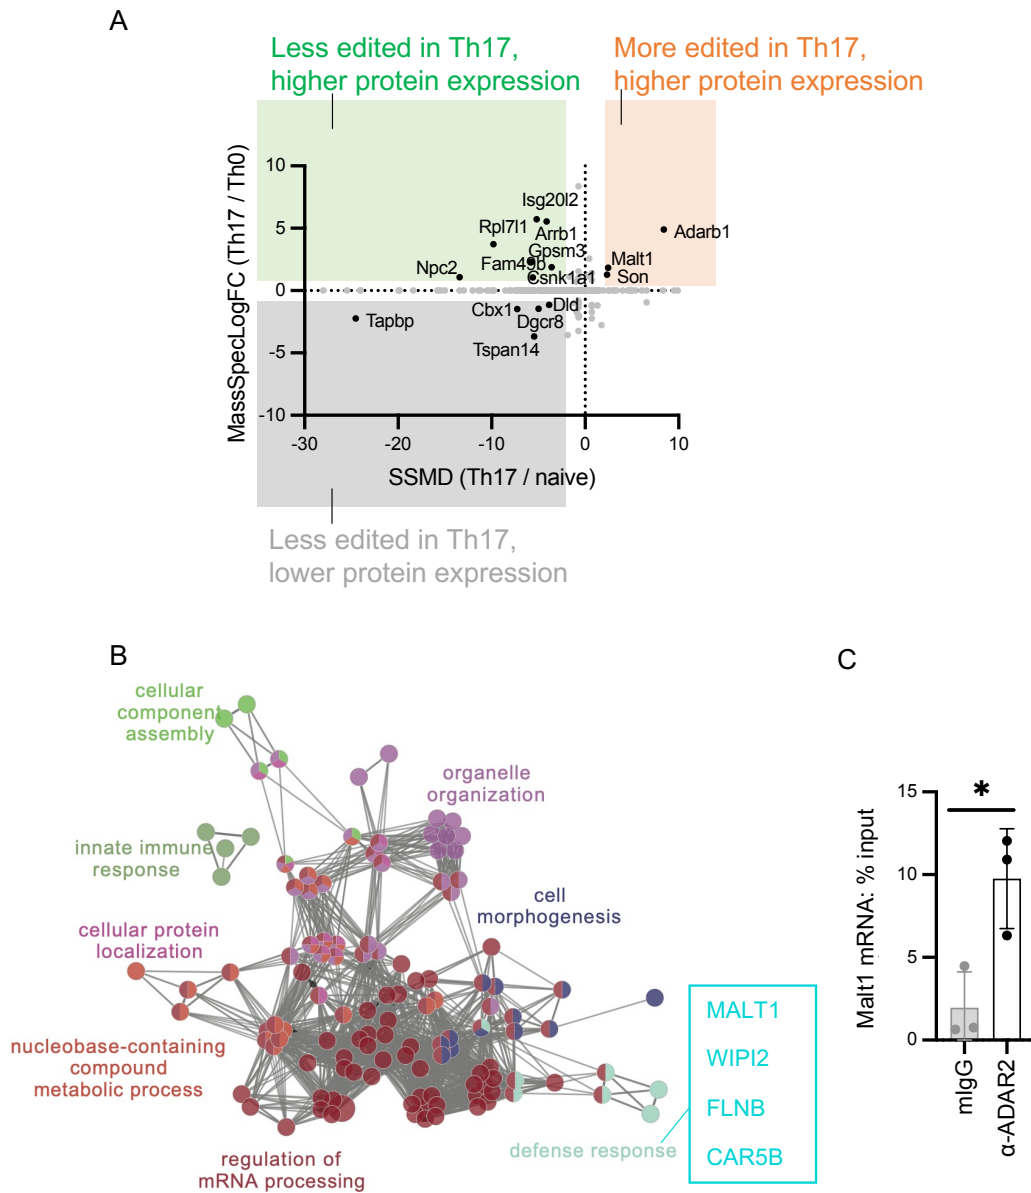 A
Less edited in Th17,
higher protein expression
More edited in Th17,
higher protein expression
MassSpecLogFC (Th17 / Th0)
10
5
0
-5
-10
Isg20l2
Rpl7l1
Arrb1
Gpsm3
Fam49b
Csnk1a1
Npc2
Adarb1
Malt1
Son
Tapbp
Cbx1
Dld
Dgcr8
Tspan14
-30
-20
-10
0
10
SSMD (Th17 / naive)
Less edited in Th17,
lower protein expression
B
cellular
component
assembly
organelle
organization
innate immune
response
cell
morphogenesis
cellular protein
localization
nucleobase-containing
compound
metabolic process
regulation of
mRNA processing
defense response
MALT1
WIPI2
FLNB
CAR5B
C
Malt1 mRNA: % input
15
10
5
0
*
mIgG
α-ADAR2